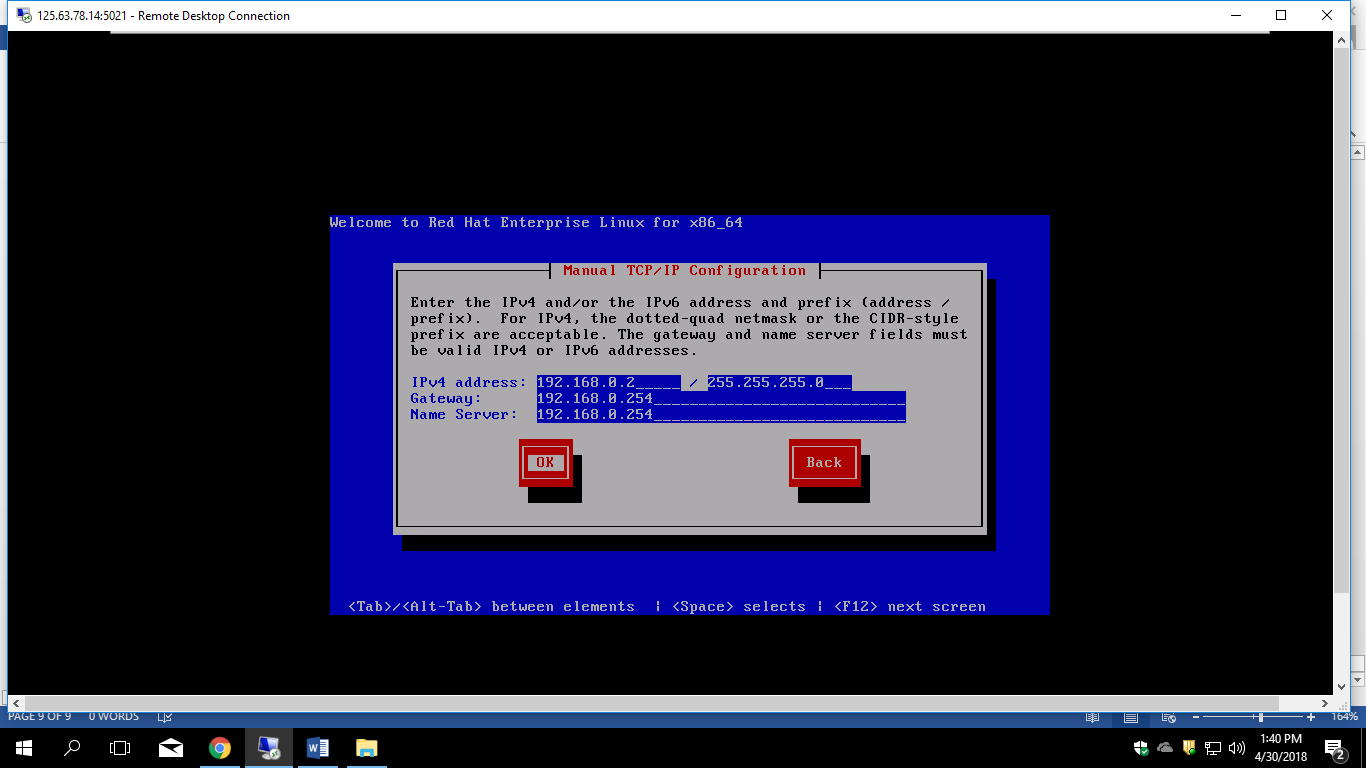 125.63.78.14:5021 - Remote Desktop Connection
Welcome to Red Hat Enterprise Linux for x86_64
Manual TCP/IP Configuration
Enter the IPv4 and/or the IPv6 address and prefix (address /
prefix).  For IPv4, the dotted-quad netmask or the CIDR-style
prefix are acceptable. The gateway and name server fields must
be valid IPv4 or IPv6 addresses.
IPv4 address: 192.168.0.2_____ / 255.255.255.0___
Gateway: 192.168.0.254____________________________
Name Server: 192.168.0.254____________________________
OK Back
<Tab>/<Alt-Tab> between elements | <Space> selects | <F12> next screen
PAGE 9 OF 9 0 WORDS 164%
1:40 PM
4/30/2018
2